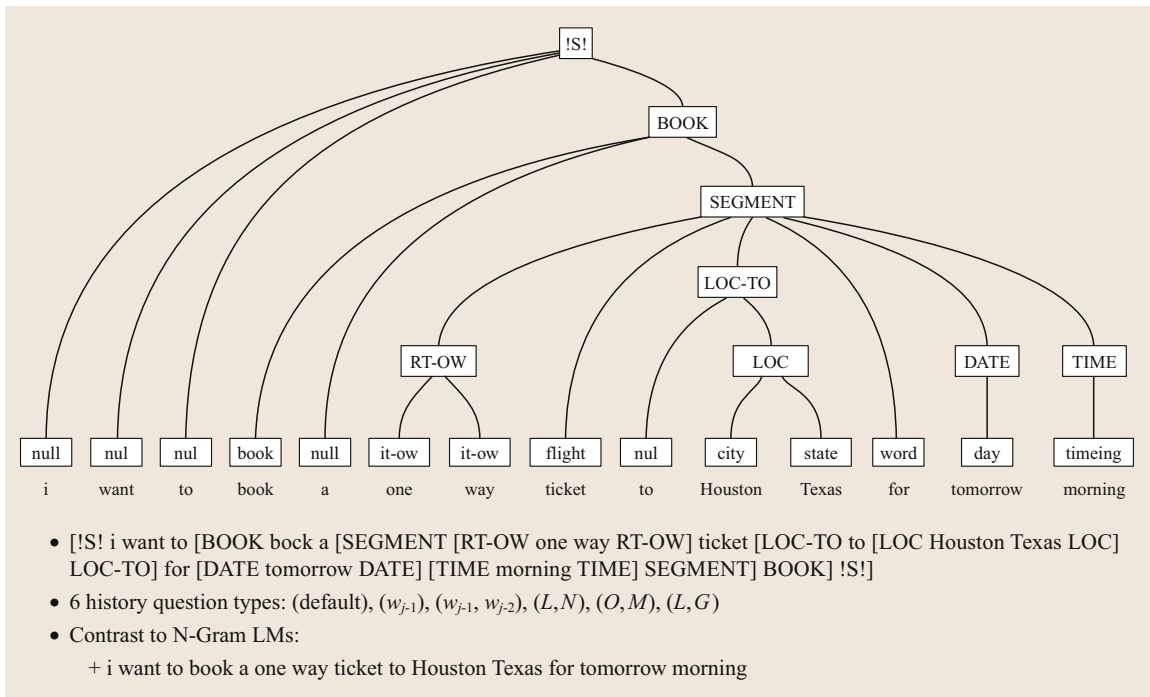 !S!
BOOK
SEGMENT
LOC-TO
RT-OW LOC DATE TIME
null nul nul book null it-ow it-ow flight nul city state word day timeing
i want to book a one way ticket to Houston Texas for tomorrow morning
• [!S! i want to [BOOK bock a [SEGMENT [RT-OW one way RT-OW] ticket [LOC-TO to [LOC Houston Texas LOC]
LOC-TO] for [DATE tomorrow DATE] [TIME morning TIME] SEGMENT] BOOK] !S!]
• 6 history question types: (default), (w_{j-1}), (w_{j-1}, w_{j-2}), (L,N), (O,M), (L,G)
• Contrast to N-Gram LMs:
+ i want to book a one way ticket to Houston Texas for tomorrow morning